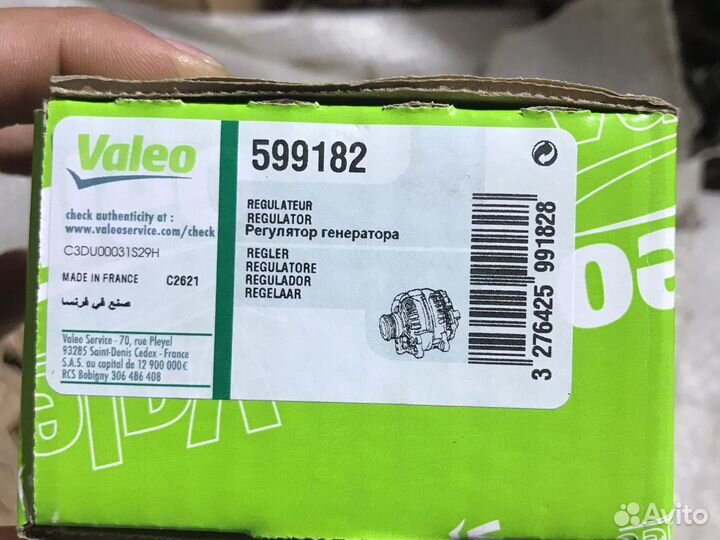 Valeo
check authenticity at :
www.valeoservice.com/check
C3DU00031S29H
MADE IN FRANCE C2621
صنع في فرنسا
Valeo Service - 70, rue Pleyel
93285 Saint-Denis Cedex - France
S.A.S. au capital de 12 900 000€
RCS Bobigny 306 486 408
599182
REGULATEUR
REGULATOR
Регулятор генератора
REGLER
REGULATORE
REGULADOR
REGELAAR
3 276425 991828
Avito